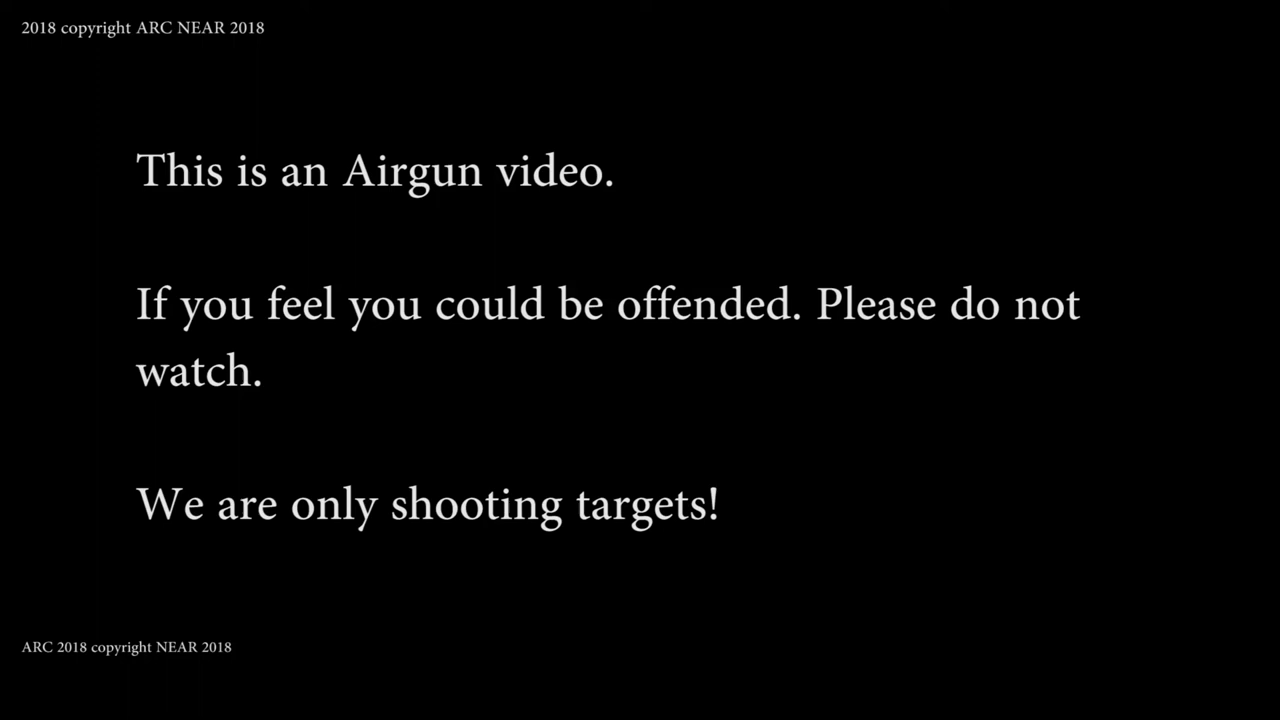 2018 copyright ARC NEAR 2018
This is an Airgun video.
If you feel you could be offended. Please do not
watch.
We are only shooting targets!
ARC 2018 copyright NEAR 2018